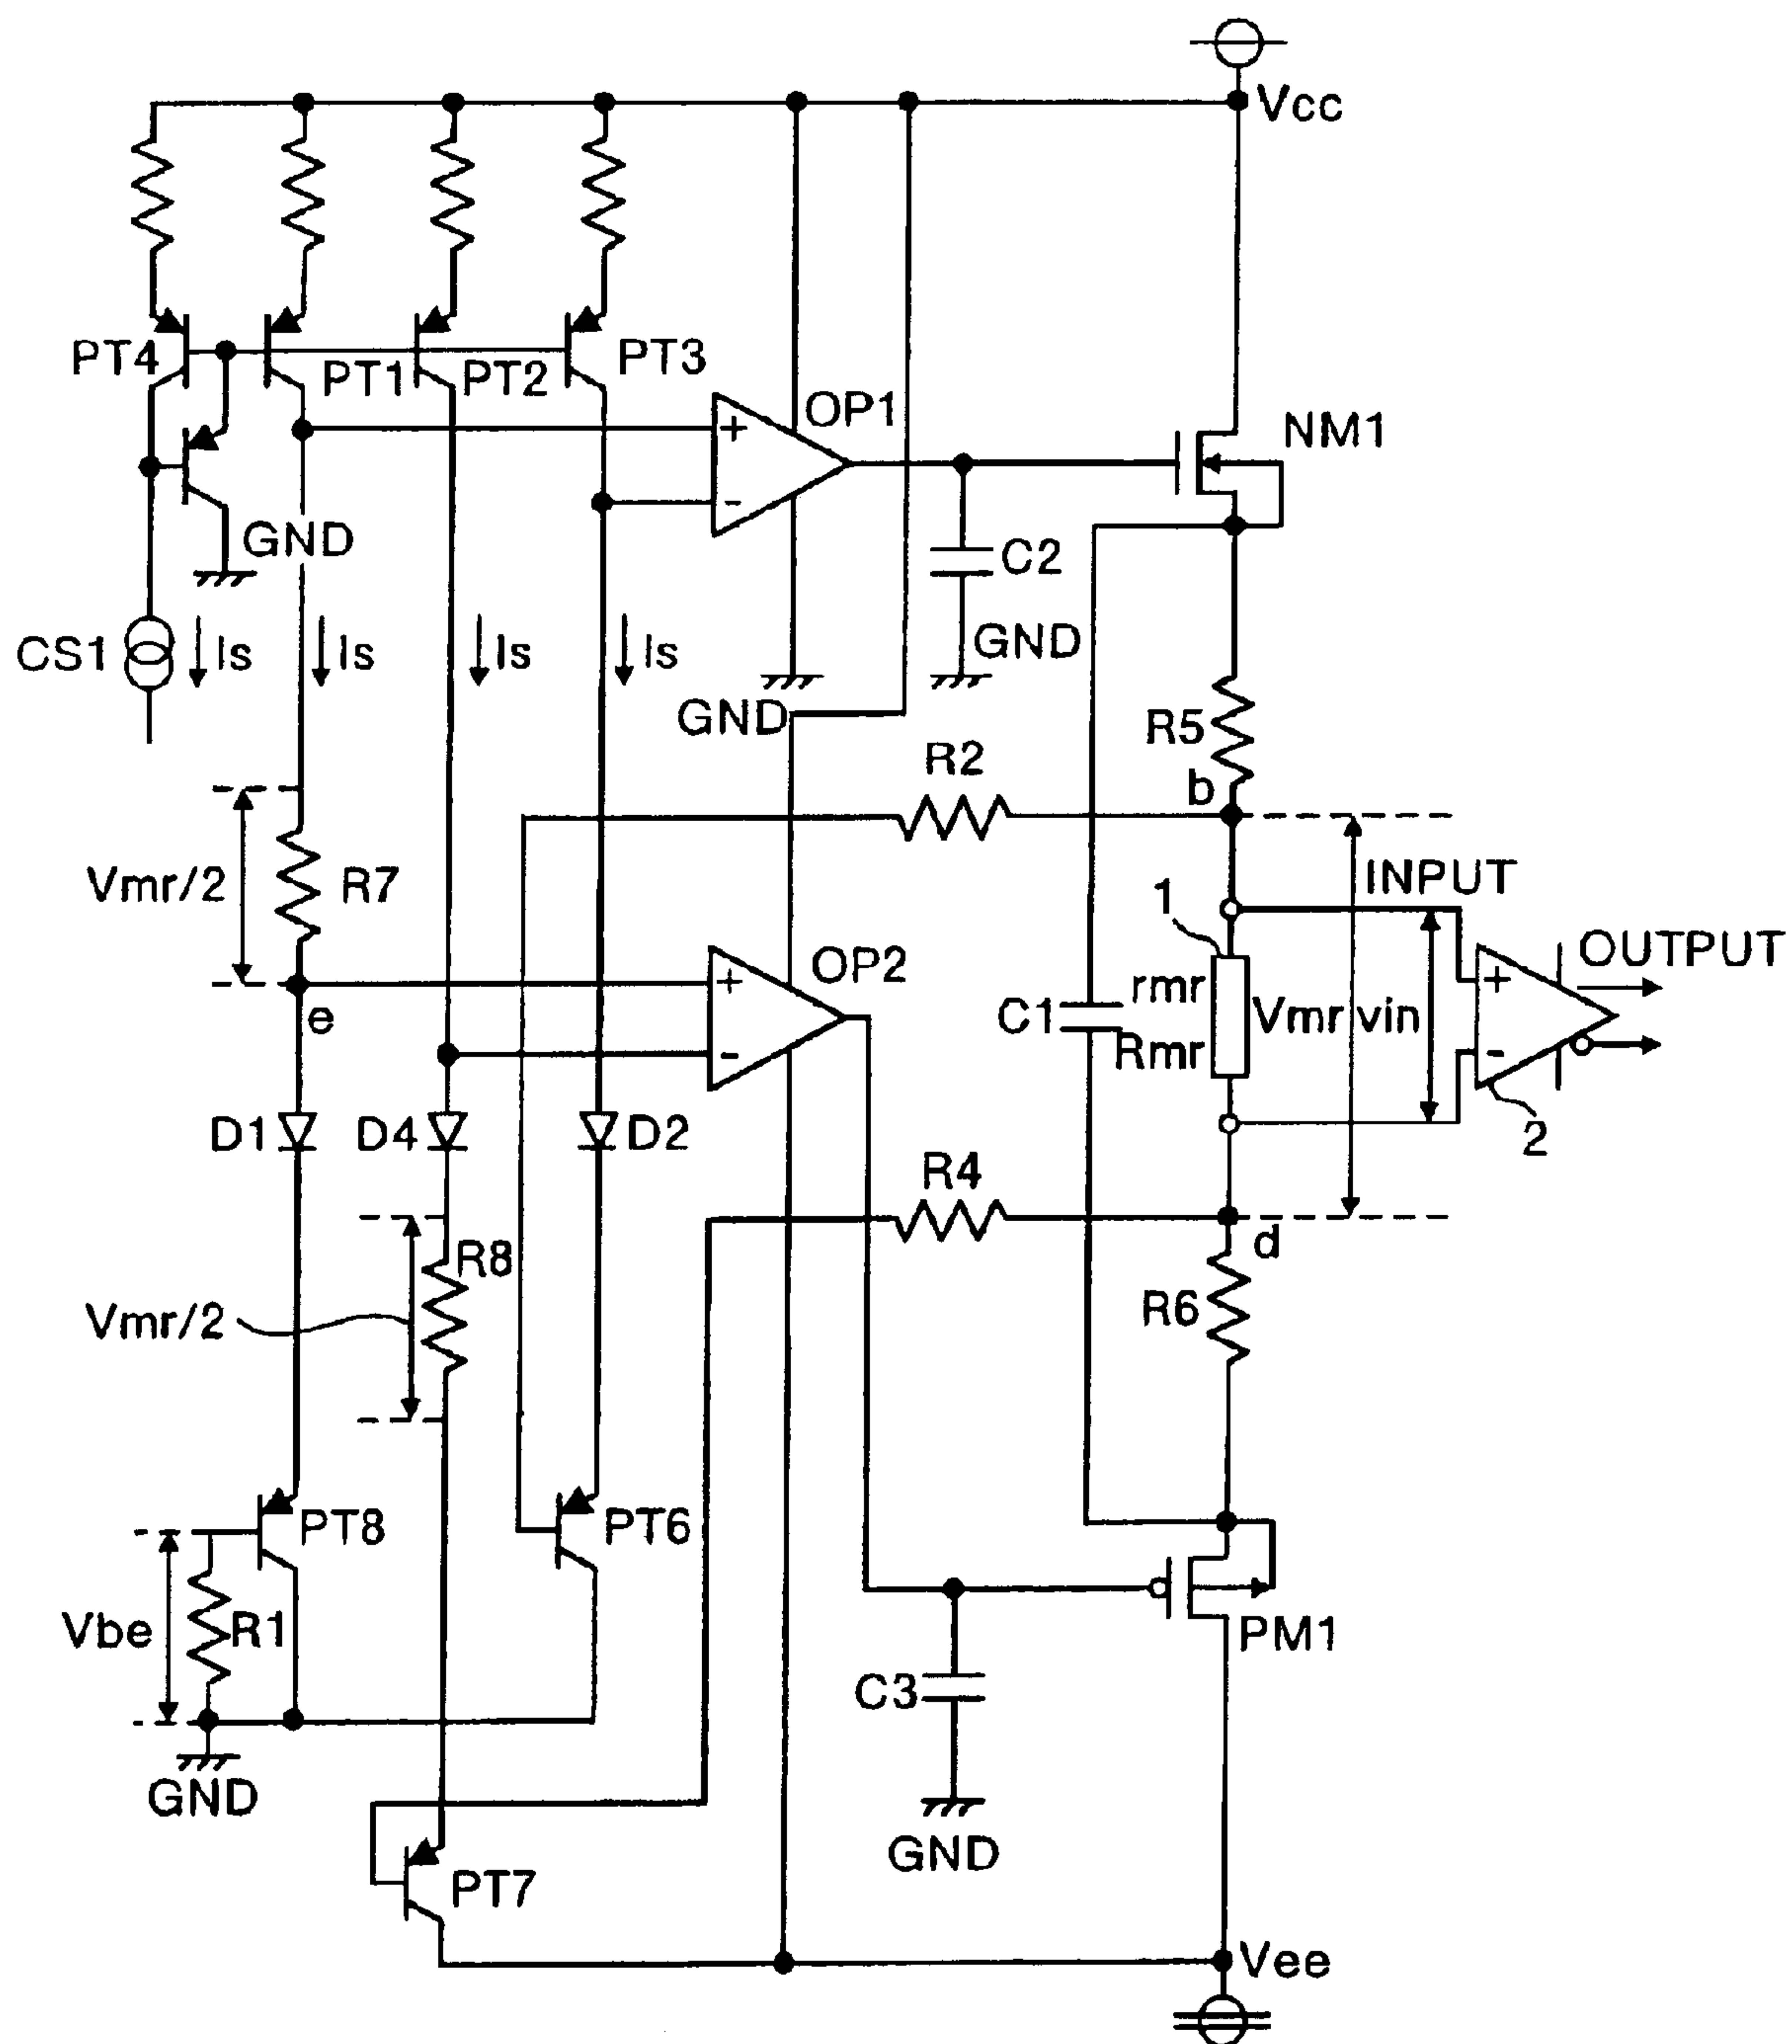 Vcc
PT4
PT1
PT2
PT3
OP1
NM1
GND
C2
CS1
Is
Is
Is
Is
GND
GND
R5
R2
b
Vmr/2
R7
INPUT
1
OUTPUT
OP2
+
-
+
-
+
-
e
rmr
Rmr
Vmr
vin
C1
D1
D4
D2
2
R4
d
R8
R6
Vmr/2
PT8
PT6
Vbe
R1
PM1
C3
GND
GND
PT7
Vee